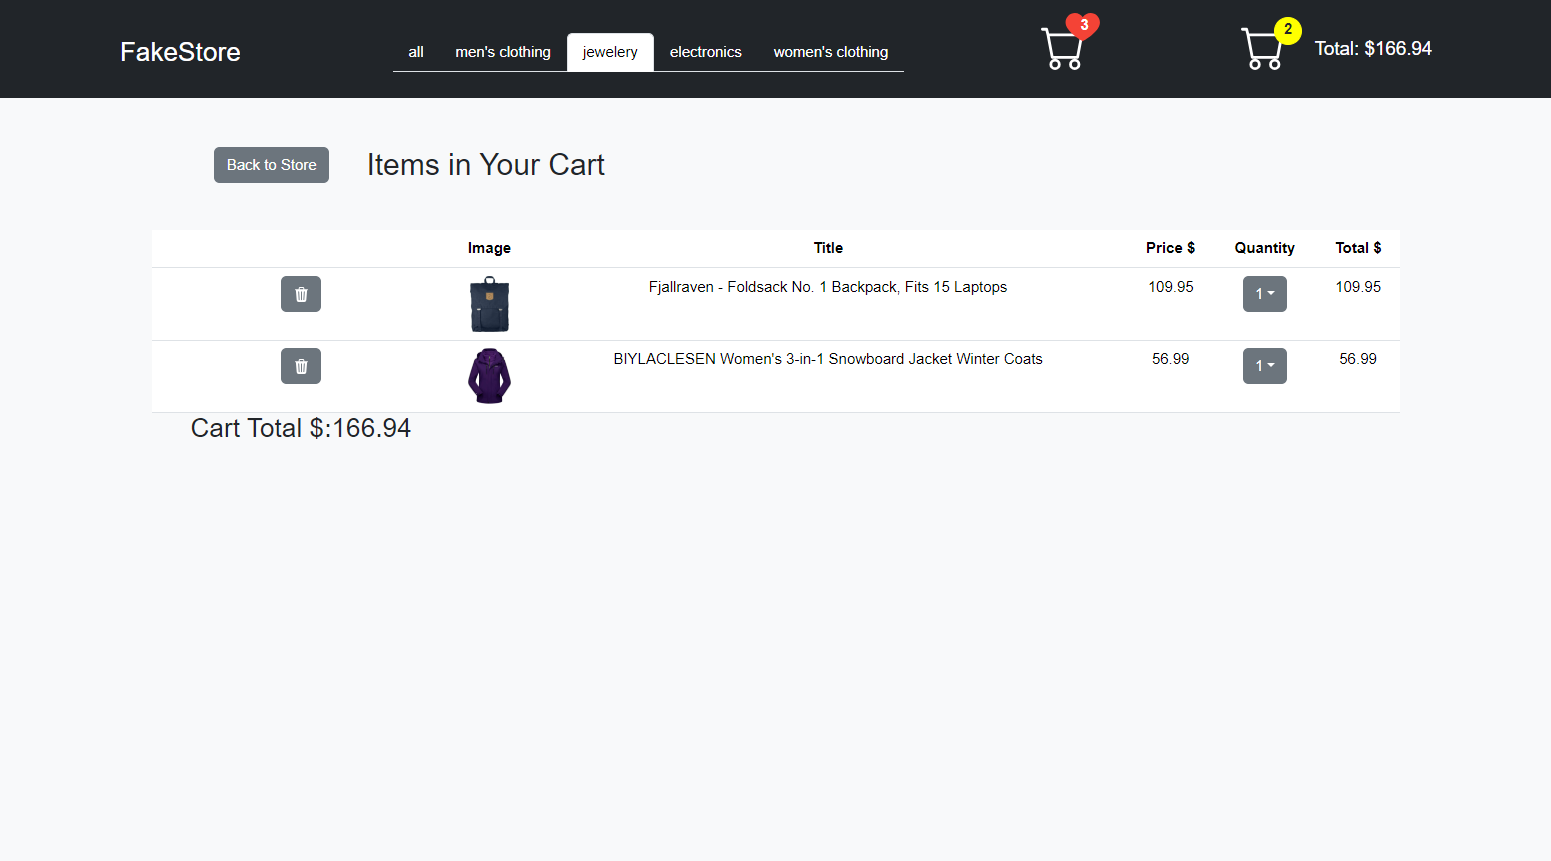 FakeStore
all men's clothing jewelery electronics women's clothing
3
2
Total: $166.94
Back to Store
Items in Your Cart
Image Title Price $ Quantity Total $
Fjallraven - Foldsack No. 1 Backpack, Fits 15 Laptops 109.95 1 109.95
BIYLACLESEN Women's 3-in-1 Snowboard Jacket Winter Coats 56.99 1 56.99
Cart Total $:166.94